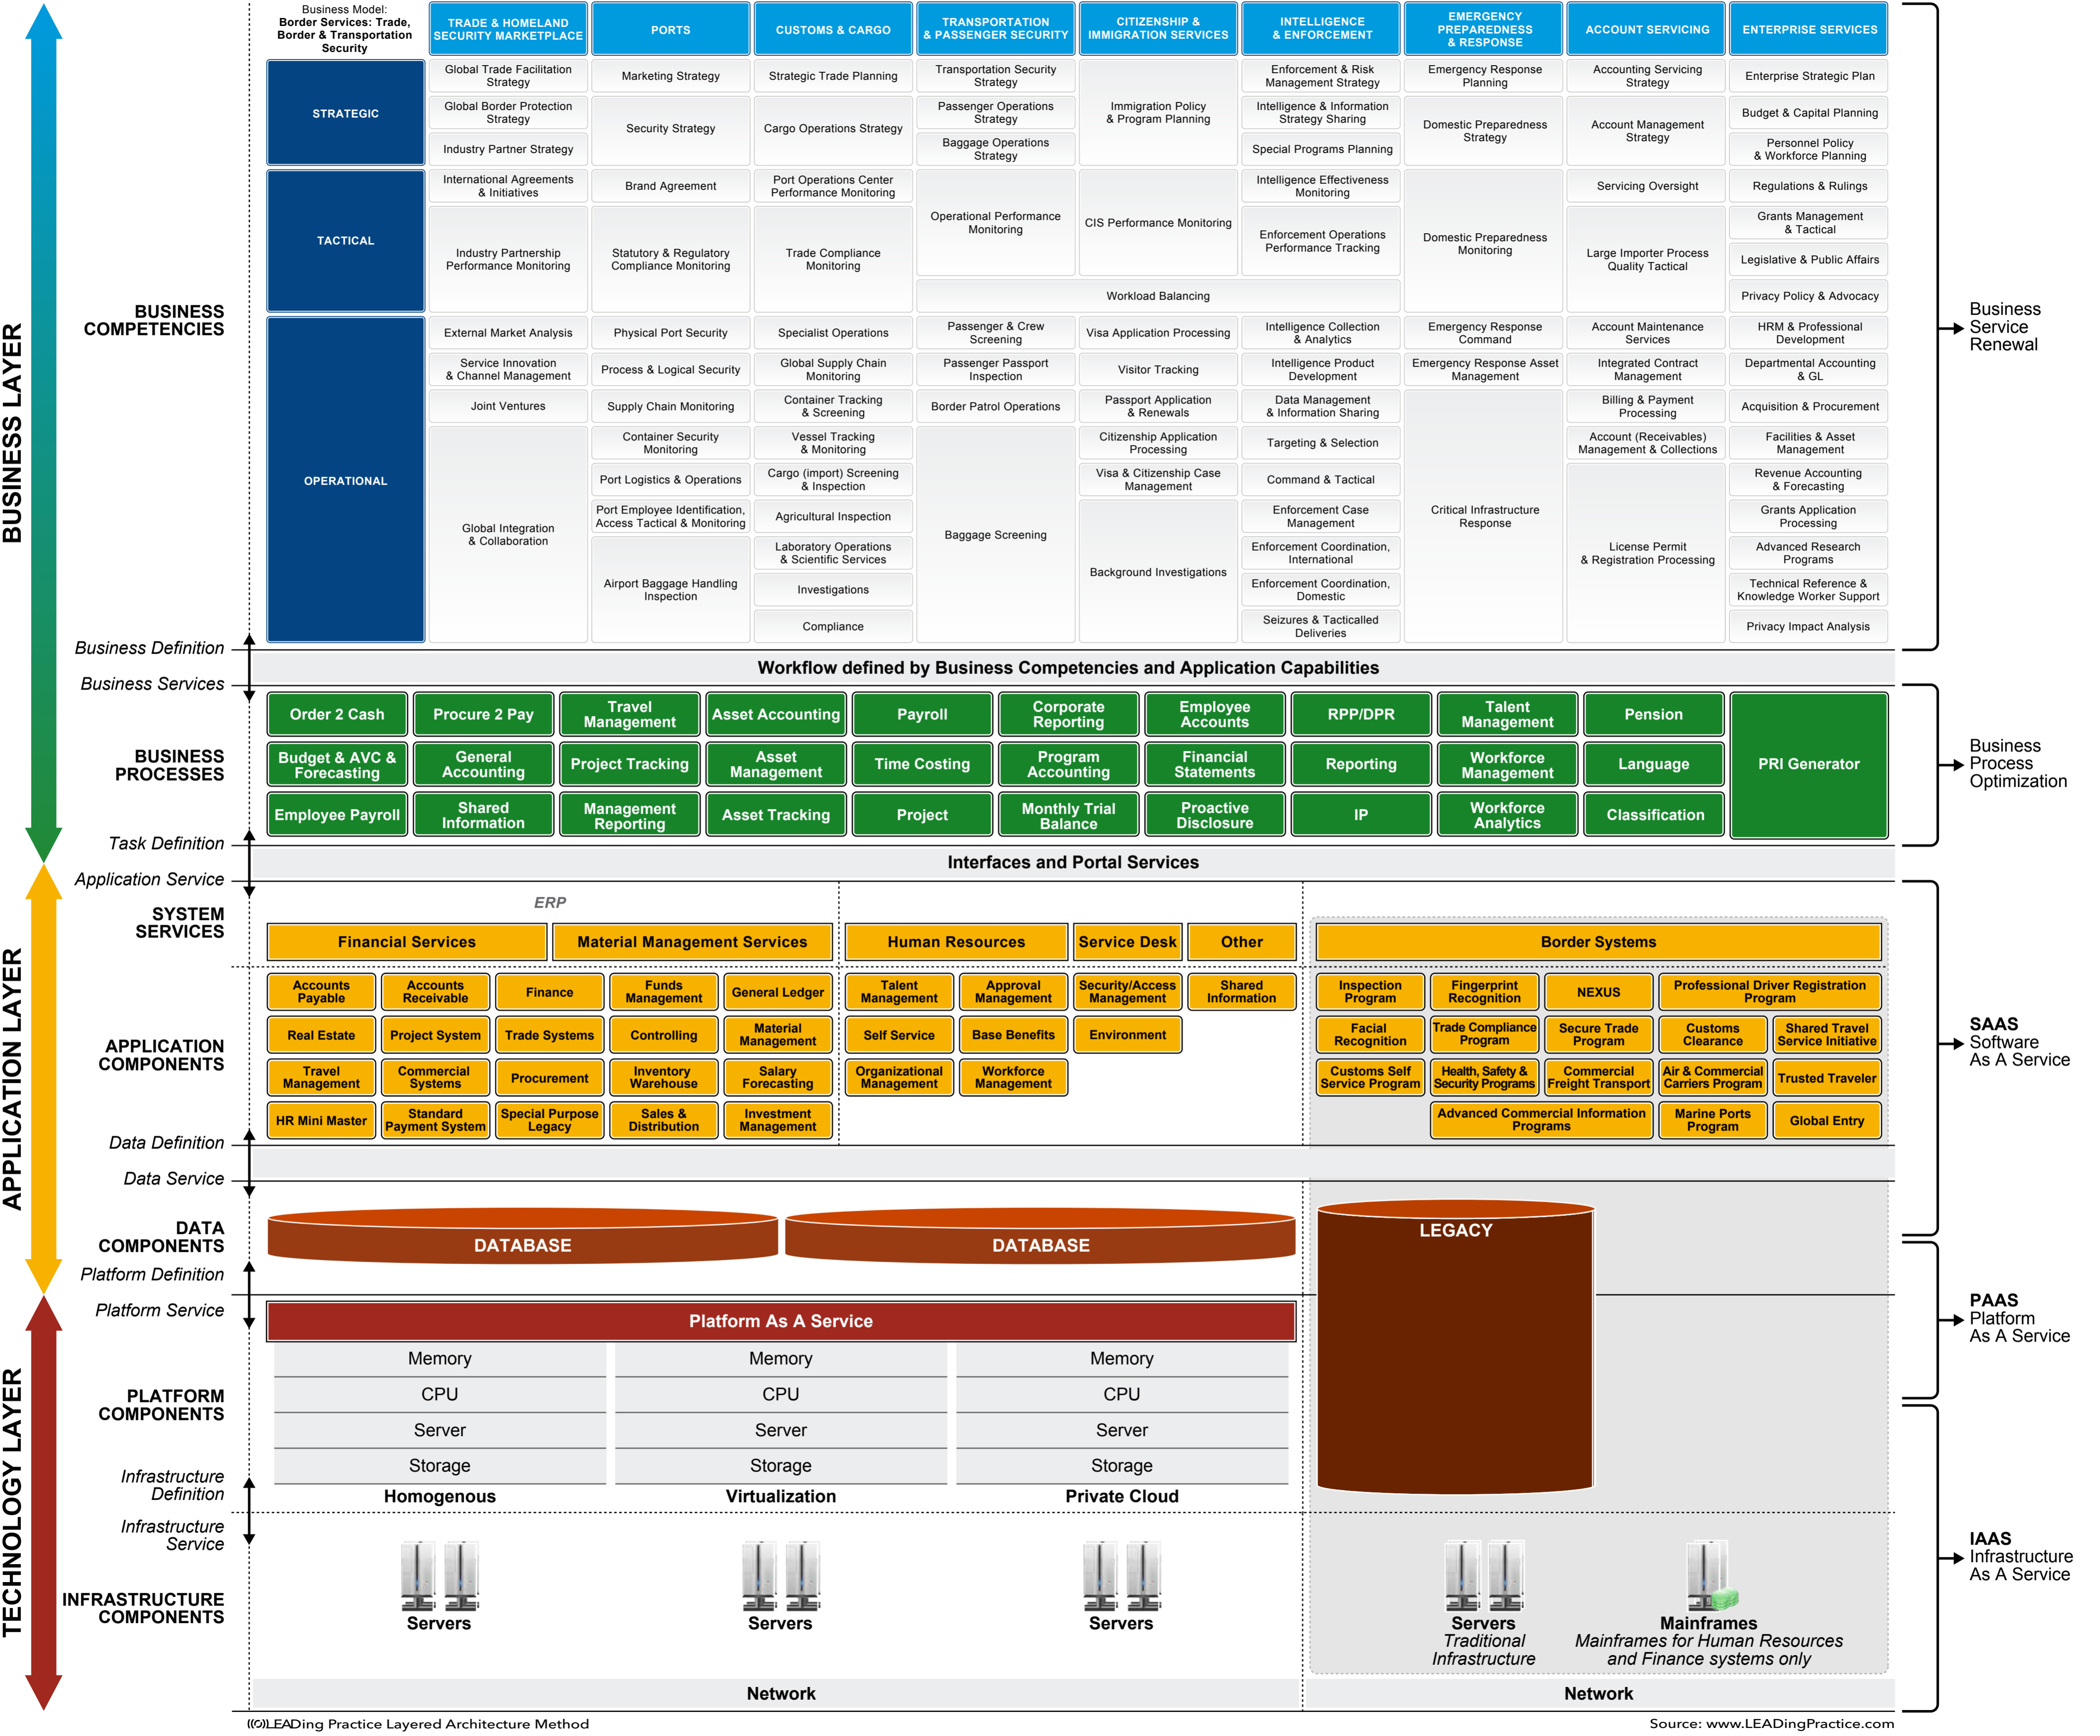 Business Model:
Border Services: Trade,
Border & Transportation
Security
TRADE & HOMELAND
SECURITY MARKETPLACE
PORTS
CUSTOMS & CARGO
TRANSPORTATION
& PASSENGER SECURITY
CITIZENSHIP &
IMMIGRATION SERVICES
INTELLIGENCE
& ENFORCEMENT
EMERGENCY
PREPAREDNESS
& RESPONSE
ACCOUNT SERVICING
ENTERPRISE SERVICES
BUSINESS LAYER
BUSINESS
COMPETENCIES
STRATEGIC
Global Trade Facilitation
Strategy
Global Border Protection
Strategy
Industry Partner Strategy
Marketing Strategy
Security Strategy
Strategic Trade Planning
Cargo Operations Strategy
Transportation Security
Strategy
Passenger Operations
Strategy
Baggage Operations
Strategy
Immigration Policy
& Program Planning
Enforcement & Risk
Management Strategy
Intelligence & Information
Strategy Sharing
Special Programs Planning
Emergency Response
Planning
Domestic Preparedness
Strategy
Accounting Servicing
Strategy
Account Management
Strategy
Enterprise Strategic Plan
Budget & Capital Planning
Personnel Policy
& Workforce Planning
TACTICAL
International Agreements
& Initiatives
Industry Partnership
Performance Monitoring
Brand Agreement
Statutory & Regulatory
Compliance Monitoring
Port Operations Center
Performance Monitoring
Trade Compliance
Monitoring
Operational Performance
Monitoring
CIS Performance Monitoring
Intelligence Effectiveness
Monitoring
Enforcement Operations
Performance Tracking
Workload Balancing
Domestic Preparedness
Monitoring
Servicing Oversight
Large Importer Process
Quality Tactical
Regulations & Rulings
Grants Management
& Tactical
Legislative & Public Affairs
Privacy Policy & Advocacy
OPERATIONAL
External Market Analysis
Service Innovation
& Channel Management
Joint Ventures
Global Integration
& Collaboration
Physical Port Security
Process & Logical Security
Supply Chain Monitoring
Container Security
Monitoring
Port Logistics & Operations
Port Employee Identification,
Access Tactical & Monitoring
Airport Baggage Handling
Inspection
Specialist Operations
Global Supply Chain
Monitoring
Container Tracking
& Screening
Vessel Tracking
& Monitoring
Cargo (import) Screening
& Inspection
Agricultural Inspection
Laboratory Operations
& Scientific Services
Investigations
Compliance
Passenger & Crew
Screening
Passenger Passport
Inspection
Border Patrol Operations
Baggage Screening
Visa Application Processing
Visitor Tracking
Passport Application
& Renewals
Citizenship Application
Processing
Visa & Citizenship Case
Management
Background Investigations
Intelligence Collection
& Analytics
Intelligence Product
Development
Data Management
& Information Sharing
Targeting & Selection
Command & Tactical
Enforcement Case
Management
Enforcement Coordination,
International
Enforcement Coordination,
Domestic
Seizures & Tacticalled
Deliveries
Emergency Response
Command
Emergency Response Asset
Management
Critical Infrastructure
Response
Account Maintenance
Services
Integrated Contract
Management
Billing & Payment
Processing
Account (Receivables)
Management & Collections
License Permit
& Registration Processing
HRM & Professional
Development
Departmental Accounting
& GL
Acquisition & Procurement
Facilities & Asset
Management
Revenue Accounting
& Forecasting
Grants Application
Processing
Advanced Research
Programs
Technical Reference &
Knowledge Worker Support
Privacy Impact Analysis
Business
Service
Renewal
Business Definition
Workflow defined by Business Competencies and Application Capabilities
Business Services
BUSINESS
PROCESSES
Order 2 Cash
Procure 2 Pay
Travel
Management
Asset Accounting
Payroll
Corporate
Reporting
Employee
Accounts
RPP/DPR
Talent
Management
Pension
PRI Generator
Budget & AVC &
Forecasting
General
Accounting
Project Tracking
Asset
Management
Time Costing
Program
Accounting
Financial
Statements
Reporting
Workforce
Management
Language
Employee Payroll
Shared
Information
Management
Reporting
Asset Tracking
Project
Monthly Trial
Balance
Proactive
Disclosure
IP
Workforce
Analytics
Classification
Business
Process
Optimization
Task Definition
Interfaces and Portal Services
Application Service
APPLICATION LAYER
SYSTEM
SERVICES
ERP
Financial Services
Material Management Services
Human Resources
Service Desk
Other
Border Systems
APPLICATION
COMPONENTS
Accounts
Payable
Accounts
Receivable
Finance
Funds
Management
General Ledger
Talent
Management
Approval
Management
Security/Access
Management
Shared
Information
Inspection
Program
Fingerprint
Recognition
NEXUS
Professional Driver Registration
Program
Real Estate
Project System
Trade Systems
Controlling
Material
Management
Self Service
Base Benefits
Environment
Facial
Recognition
Trade Compliance
Program
Secure Trade
Program
Customs
Clearance
Shared Travel
Service Initiative
Travel
Management
Commercial
Systems
Procurement
Inventory
Warehouse
Salary
Forecasting
Organizational
Management
Workforce
Management
Customs Self
Service Program
Health, Safety &
Security Programs
Commercial
Freight Transport
Air & Commercial
Carriers Program
Trusted Traveler
HR Mini Master
Standard
Payment System
Special Purpose
Legacy
Sales &
Distribution
Investment
Management
Advanced Commercial Information
Programs
Marine Ports
Program
Global Entry
SAAS
Software
As A Service
Data Definition
Data Service
DATA
COMPONENTS
DATABASE
DATABASE
LEGACY
Platform Definition
Platform Service
TECHNOLOGY LAYER
Platform As A Service
PAAS
Platform
As A Service
PLATFORM
COMPONENTS
Memory
Memory
Memory
CPU
CPU
CPU
Server
Server
Server
Storage
Storage
Storage
Homogenous
Virtualization
Private Cloud
Infrastructure
Definition
Infrastructure
Service
INFRASTRUCTURE
COMPONENTS
Servers
Servers
Servers
Servers
Traditional
Infrastructure
Mainframes
Mainframes for Human Resources
and Finance systems only
IAAS
Infrastructure
As A Service
Network
Network
LEADing Practice Layered Architecture Method
Source: www.LEADingPractice.com